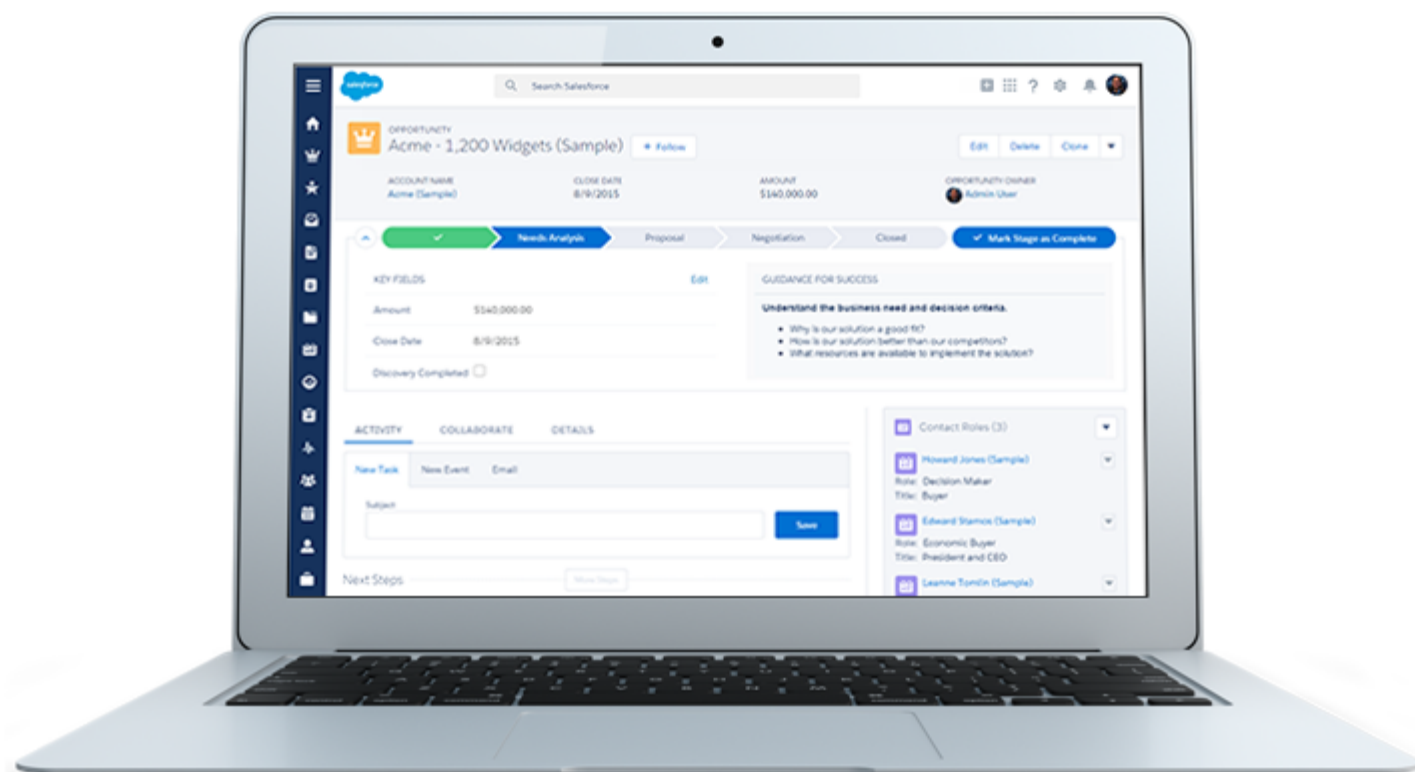 salesforce
Search Salesforce
OPPORTUNITY
Acme - 1,200 Widgets (Sample)
+ Follow
Edit Delete Clone
ACCOUNT NAME CLOSE DATE AMOUNT OPPORTUNITY OWNER
Acme (Sample) 8/9/2015 $140,000.00 Admin User
Needs Analysis Proposal Negotiation Closed Mark Stage as Complete
KEY FIELDS Edit
Amount $140,000.00
Close Date 8/9/2015
Discovery Completed
GUIDANCE FOR SUCCESS
Understand the business need and decision criteria.
• Why is our solution a good fit?
• How is our solution better than our competitors?
• What resources are available to implement the solution?
ACTIVITY COLLABORATE DETAILS
New Task New Event Email
Subject
Save
Next Steps More Steps
Contact Roles (3)
Howard Jones (Sample)
Role: Decision Maker
Title: Buyer
Edward Stamos (Sample)
Role: Economic Buyer
Title: President and CEO
Leanne Tomlin (Sample)